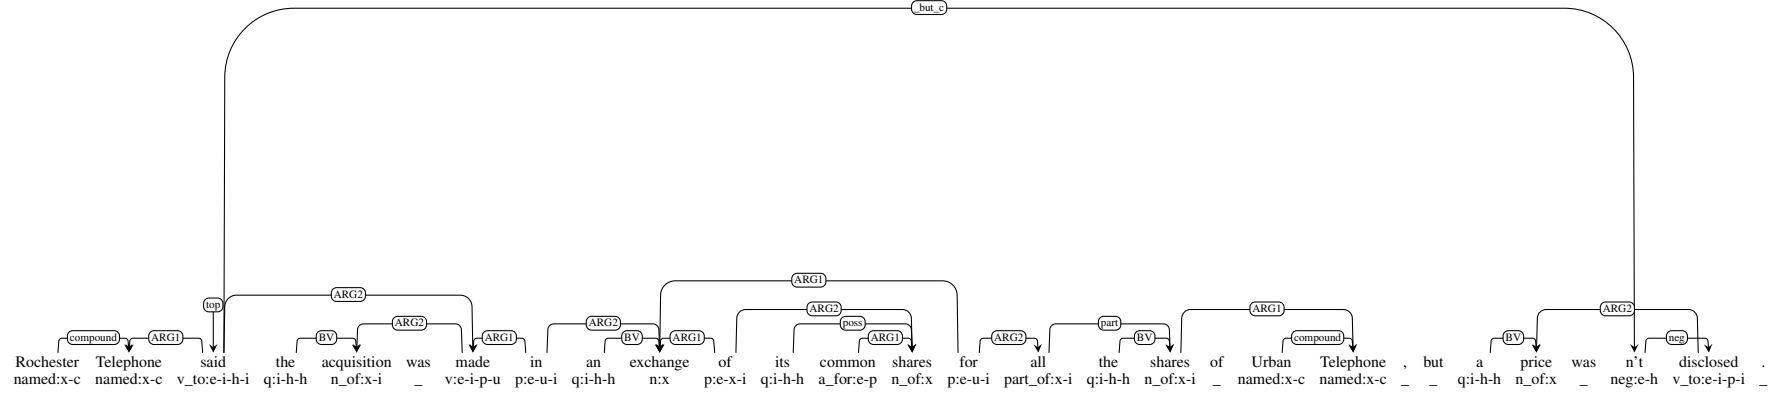 _but_c
ARG1
top ARG2 ARG2 ARG1 ARG2
ARG2 ARG2 poss part
compound ARG1 BV ARG1 BV ARG1 ARG1 ARG2 BV compound BV neg
Rochester Telephone said the acquisition was made in an exchange of its common shares for all the shares of Urban Telephone , but a price was n't disclosed .
named:x-c named:x-c v_to:e-i-h-i q:i-h-h n_of:x-i _ v:e-i-p-u p:e-u-i q:i-h-h n:x p:e-x-i q:i-h-h a_for:e-p n_of:x p:e-u-i part_of:x-i q:i-h-h n_of:x-i _ named:x-c named:x-c _ _ q:i-h-h n_of:x _ neg:e-h v_to:e-i-p-i _